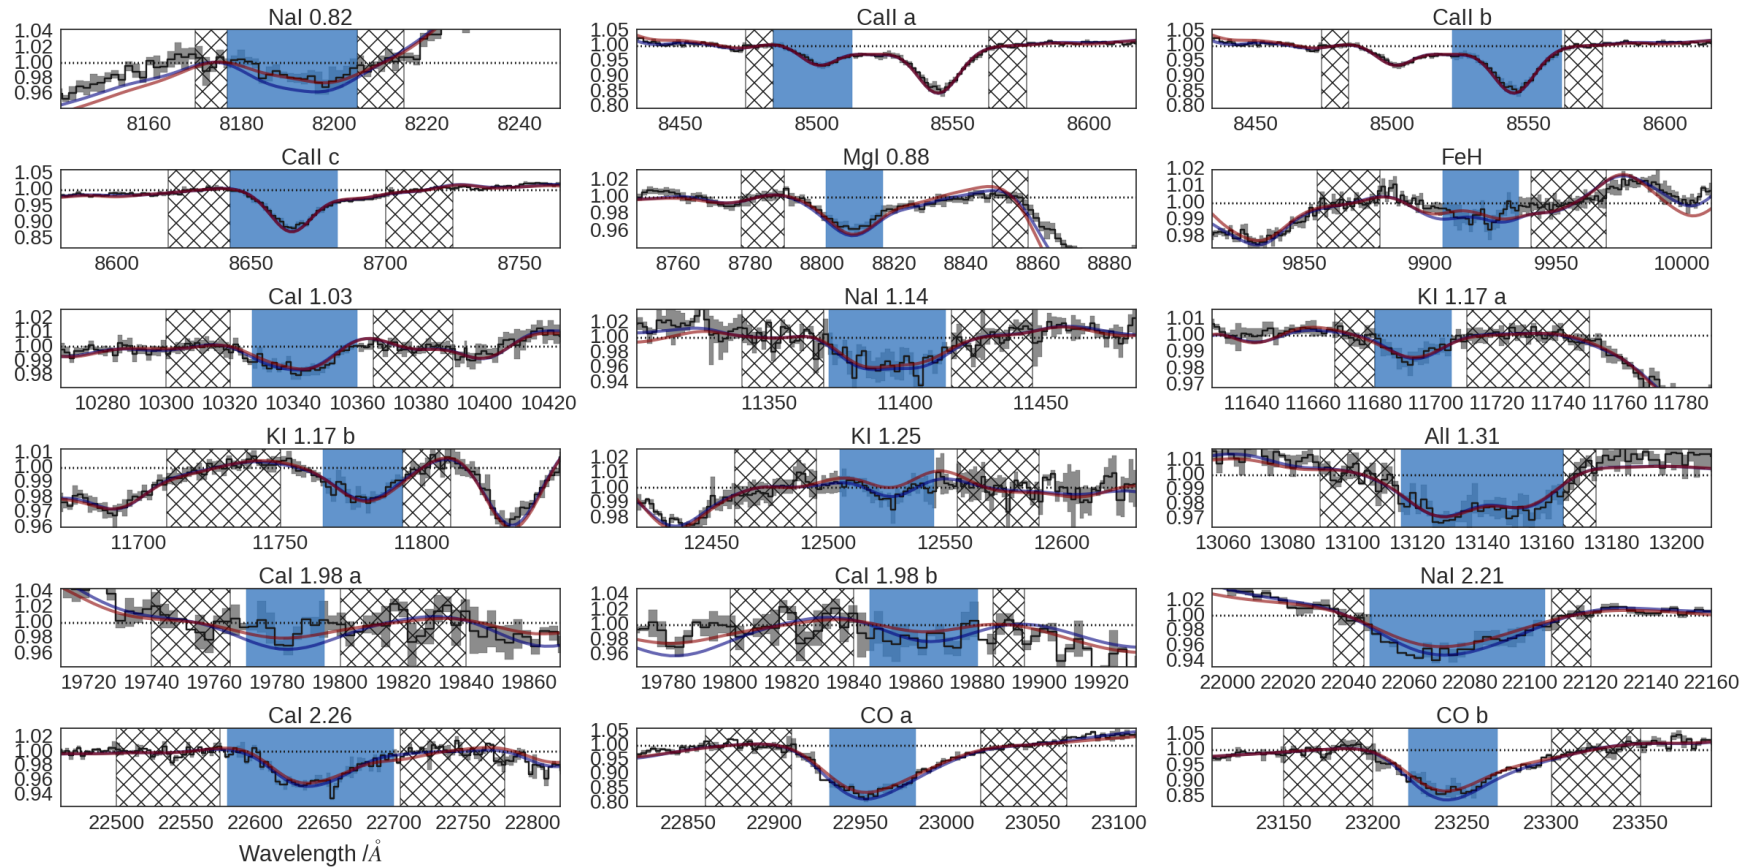 NaI 0.82
1.04
1.02
1.00
0.98
0.96
8160 8180 8200 8220 8240
CaII a
1.05
1.00
0.95
0.90
0.85
0.80
8450 8500 8550 8600
CaII b
1.05
1.00
0.95
0.90
0.85
0.80
8450 8500 8550 8600
CaII c
1.05
1.00
0.95
0.90
0.85
8600 8650 8700 8750
MgI 0.88
1.02
1.00
0.98
0.96
8760 8780 8800 8820 8840 8860 8880
FeH
1.02
1.01
1.00
0.99
0.98
9850 9900 9950 10000
CaI 1.03
1.02
1.01
1.00
0.99
0.98
10280 10300 10320 10340 10360 10380 10400 10420
NaI 1.14
1.02
1.00
0.98
0.96
0.94
11350 11400 11450
KI 1.17 a
1.01
1.00
0.99
0.98
0.97
11640 11660 11680 11700 11720 11740 11760 11780
KI 1.17 b
1.01
1.00
0.99
0.98
0.97
0.96
11700 11750 11800
KI 1.25
1.02
1.01
1.00
0.99
0.98
12450 12500 12550 12600
AlI 1.31
1.01
1.00
0.99
0.98
0.97
13060 13080 13100 13120 13140 13160 13180 13200
CaI 1.98 a
1.04
1.02
1.00
0.98
0.96
19720 19740 19760 19780 19800 19820 19840 19860
CaI 1.98 b
1.04
1.02
1.00
0.98
0.96
19780 19800 19820 19840 19860 19880 19900 19920
NaI 2.21
1.04
1.02
1.00
0.98
0.96
0.94
22000 22020 22040 22060 22080 22100 22120 22140 22160
CaI 2.26
1.02
1.00
0.98
0.96
0.94
22500 22550 22600 22650 22700 22750 22800
CO a
1.05
1.00
0.95
0.90
0.85
0.80
22850 22900 22950 23000 23050 23100
CO b
1.05
1.00
0.95
0.90
0.85
23150 23200 23250 23300 23350
Wavelength /Å